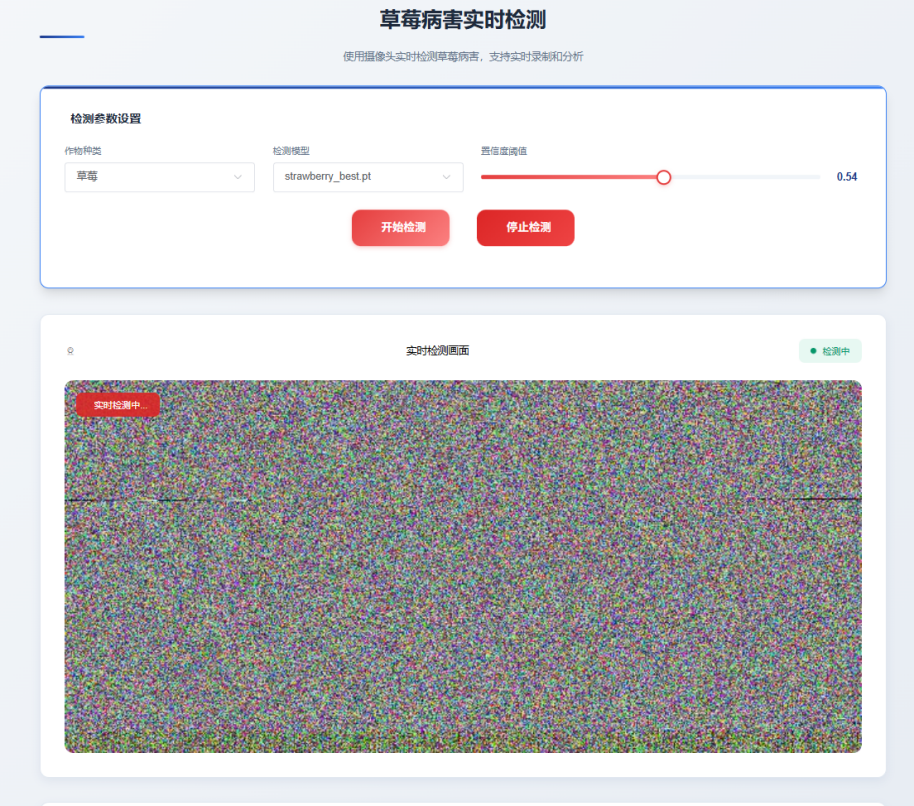 草莓病害实时检测
使用摄像头实时检测草莓病害，支持实时录制和分析
检测参数设置
作物种类 检测模型 置信度阈值
草莓 strawberry_best.pt 0.54
开始检测 停止检测
实时检测画面 检测中
实时检测中...